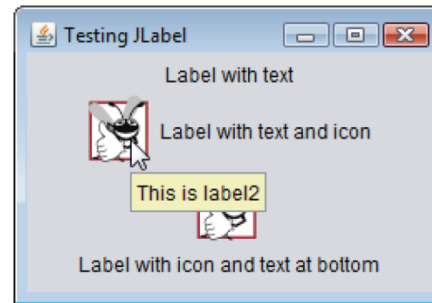 Testing JLabel
Label with text
Label with text and icon
This is label2
Label with icon and text at bottom